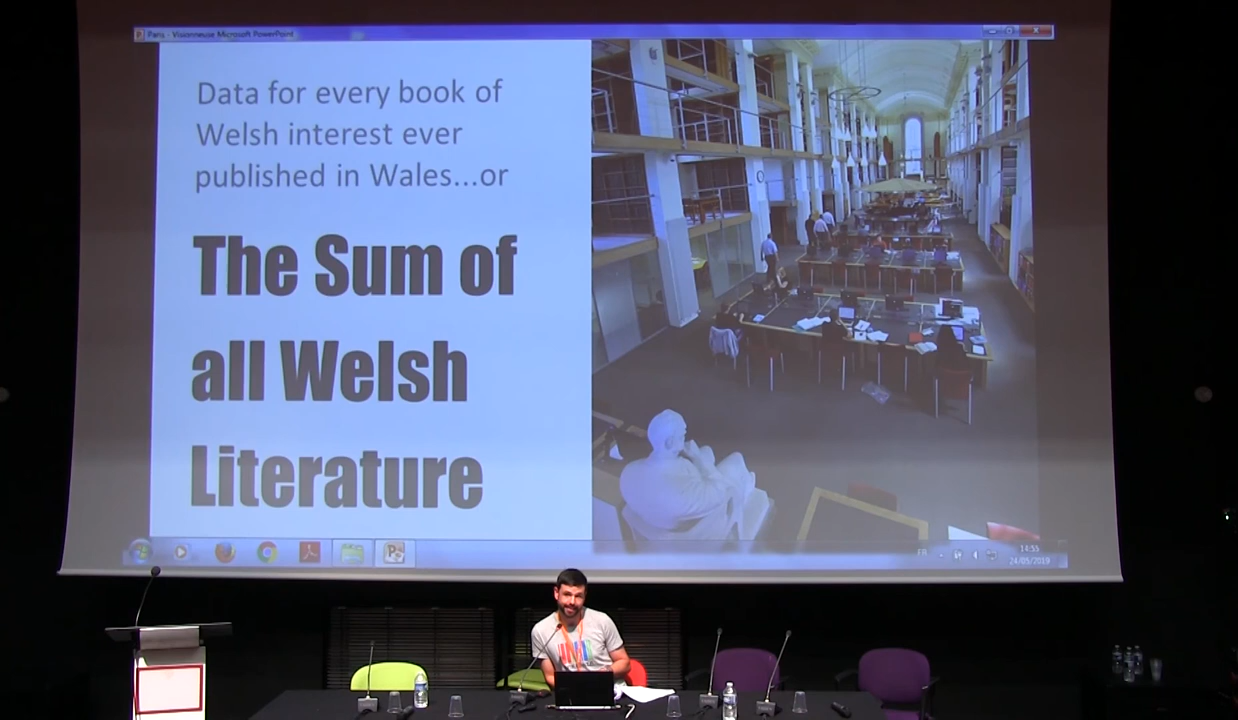 Paris - Visionneuse Microsoft PowerPoint
Data for every book of
Welsh interest ever
published in Wales...or
The Sum of
all Welsh
Literature
FR
14:55
24/05/2019